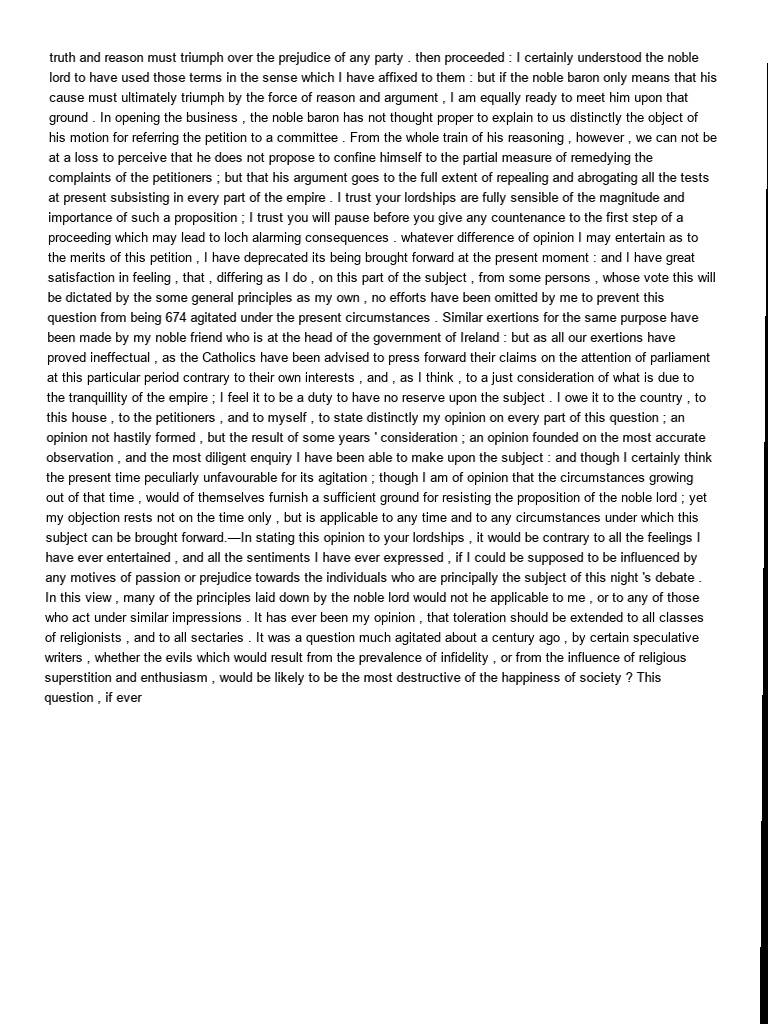 truth and reason must triumph over the prejudice of any party . then proceeded : I certainly understood the noble
lord to have used those terms in the sense which I have affixed to them : but if the noble baron only means that his
cause must ultimately triumph by the force of reason and argument , I am equally ready to meet him upon that
ground . In opening the business , the noble baron has not thought proper to explain to us distinctly the object of
his motion for referring the petition to a committee . From the whole train of his reasoning , however , we can not be
at a loss to perceive that he does not propose to confine himself to the partial measure of remedying the
complaints of the petitioners ; but that his argument goes to the full extent of repealing and abrogating all the tests
at present subsisting in every part of the empire . I trust your lordships are fully sensible of the magnitude and
importance of such a proposition ; I trust you will pause before you give any countenance to the first step of a
proceeding which may lead to loch alarming consequences . whatever difference of opinion I may entertain as to
the merits of this petition , I have deprecated its being brought forward at the present moment : and I have great
satisfaction in feeling , that , differing as I do , on this part of the subject , from some persons , whose vote this will
be dictated by the some general principles as my own , no efforts have been omitted by me to prevent this
question from being 674 agitated under the present circumstances . Similar exertions for the same purpose have
been made by my noble friend who is at the head of the government of Ireland : but as all our exertions have
proved ineffectual , as the Catholics have been advised to press forward their claims on the attention of parliament
at this particular period contrary to their own interests , and , as I think , to a just consideration of what is due to
the tranquillity of the empire ; I feel it to be a duty to have no reserve upon the subject . I owe it to the country , to
this house , to the petitioners , and to myself , to state distinctly my opinion on every part of this question ; an
opinion not hastily formed , but the result of some years ' consideration ; an opinion founded on the most accurate
observation , and the most diligent enquiry I have been able to make upon the subject : and though I certainly think
the present time peculiarly unfavourable for its agitation ; though I am of opinion that the circumstances growing
out of that time , would of themselves furnish a sufficient ground for resisting the proposition of the noble lord ; yet
my objection rests not on the time only , but is applicable to any time and to any circumstances under which this
subject can be brought forward.—In stating this opinion to your lordships , it would be contrary to all the feelings I
have ever entertained , and all the sentiments I have ever expressed , if I could be supposed to be influenced by
any motives of passion or prejudice towards the individuals who are principally the subject of this night 's debate .
In this view , many of the principles laid down by the noble lord would not he applicable to me , or to any of those
who act under similar impressions . It has ever been my opinion , that toleration should be extended to all classes
of religionists , and to all sectaries . It was a question much agitated about a century ago , by certain speculative
writers , whether the evils which would result from the prevalence of infidelity , or from the influence of religious
superstition and enthusiasm , would be likely to be the most destructive of the happiness of society ? This
question , if ever